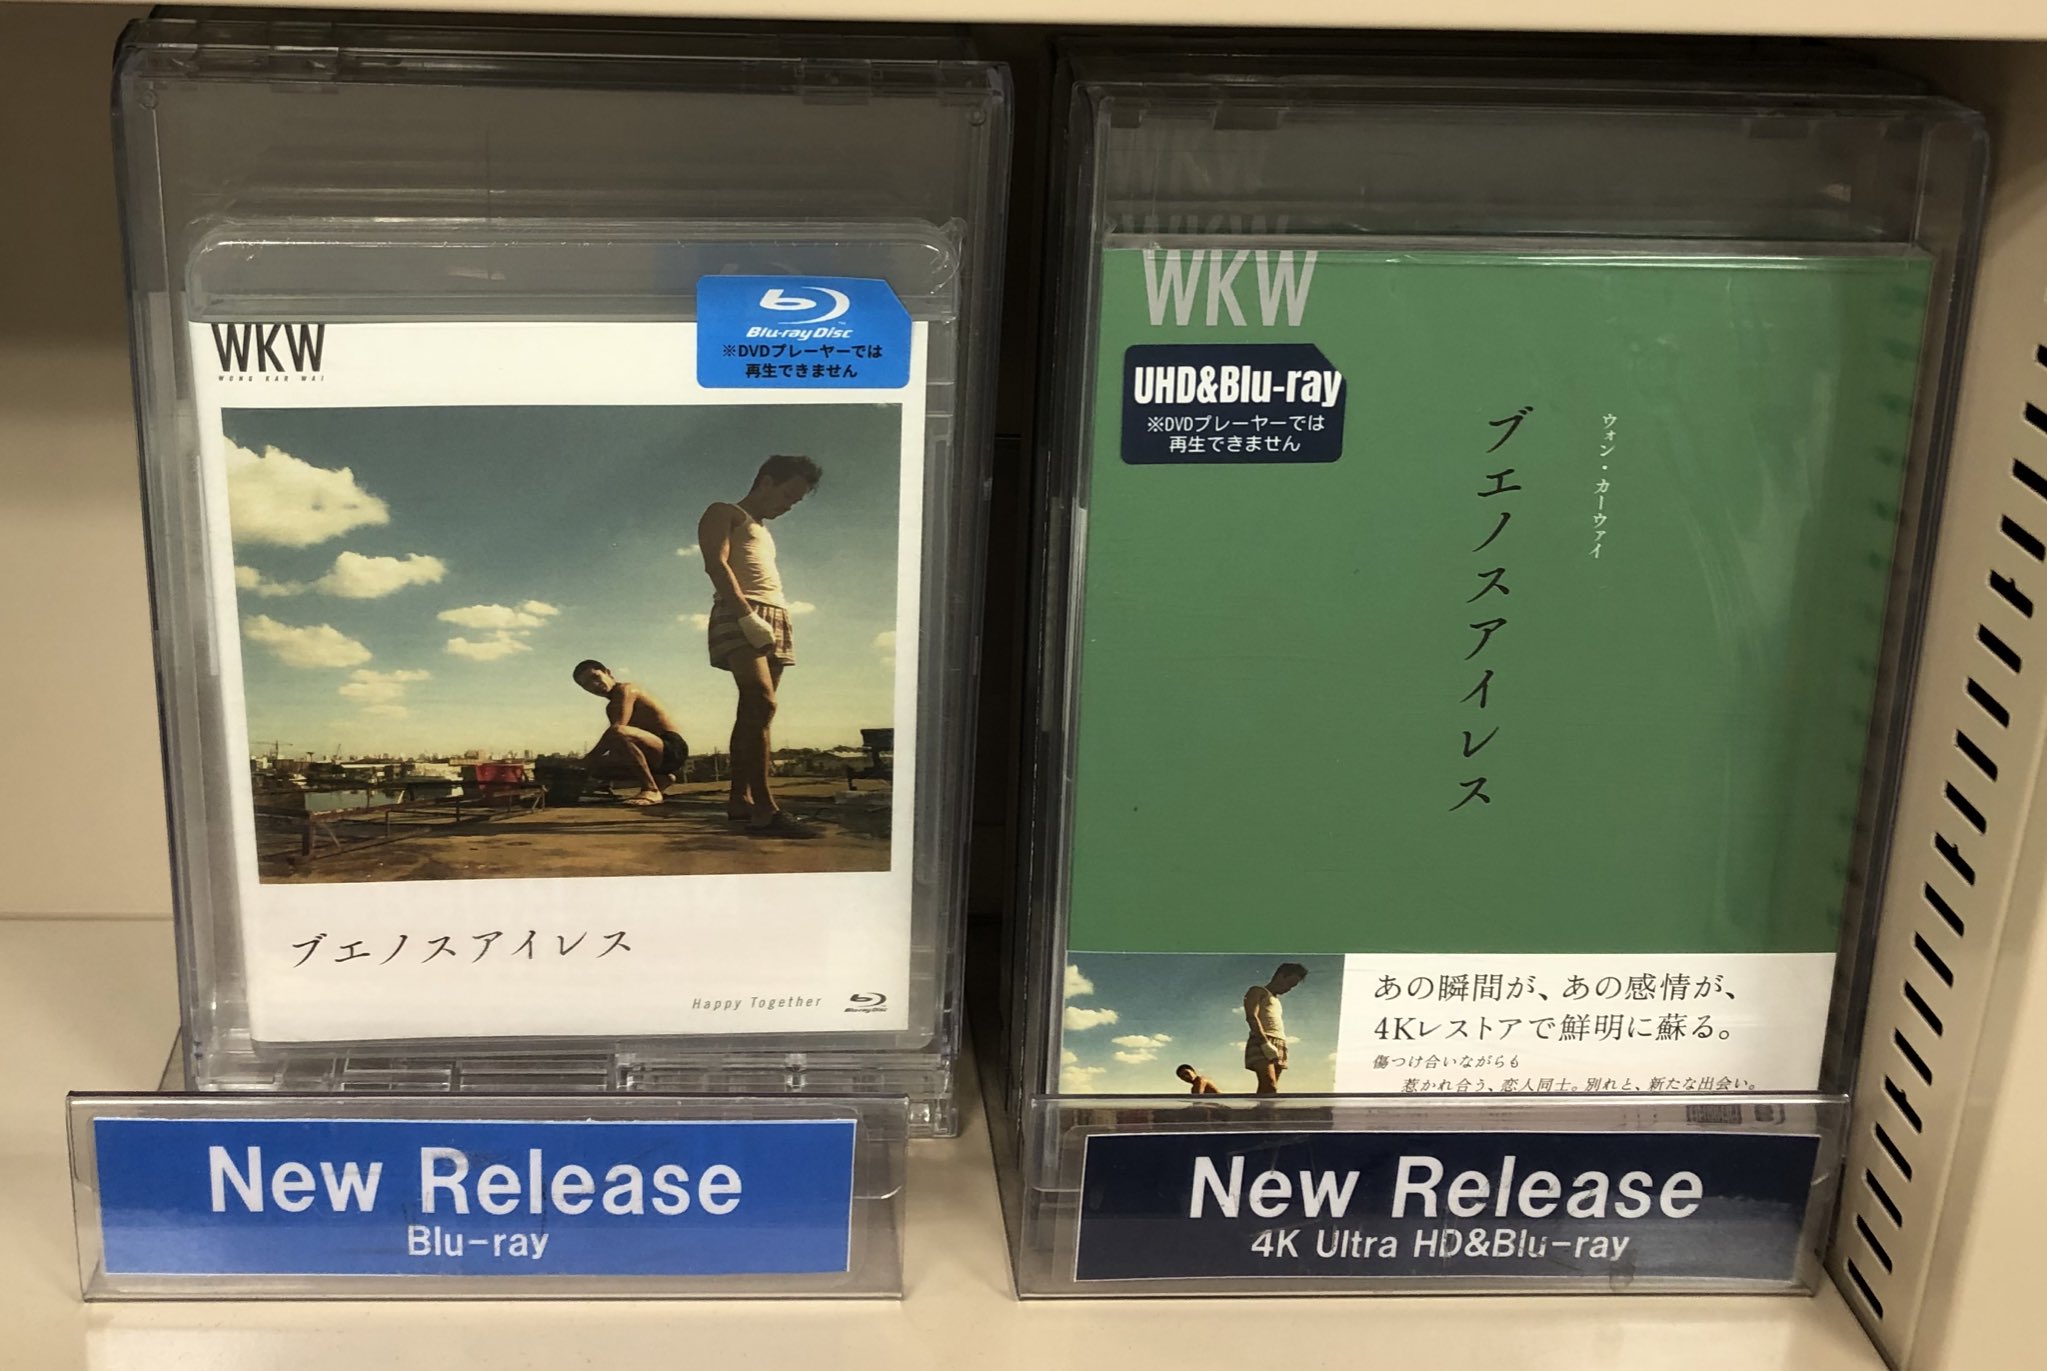 WKW
WONG KAR WAI
Blu-ray Disc
※DVDプレーヤーでは
再生できません
ブエノスアイレス
Happy Together
Blu-ray Disc
New Release
Blu-ray
WKW
UHD&Blu-ray
※DVDプレーヤーでは
再生できません
ウォン・カーウァイ
ブエノスアイレス
あの瞬間が、あの感情が、
4Kレストアで鮮明に蘇る。
傷つけ合いながらも
惹かれ合う、恋人同士。別れと、新たな出会い。
New Release
4K Ultra HD&Blu-ray